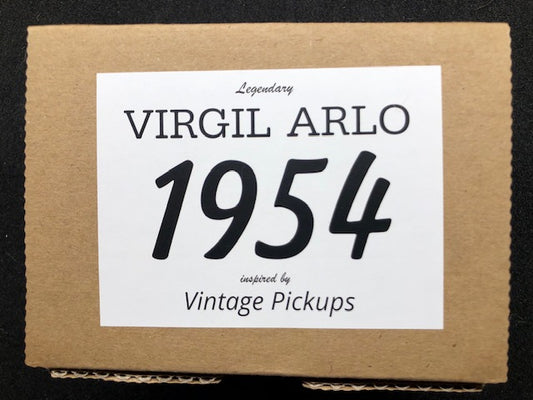 Legendary
VIRGIL ARLO
1954
inspired by
Vintage Pickups